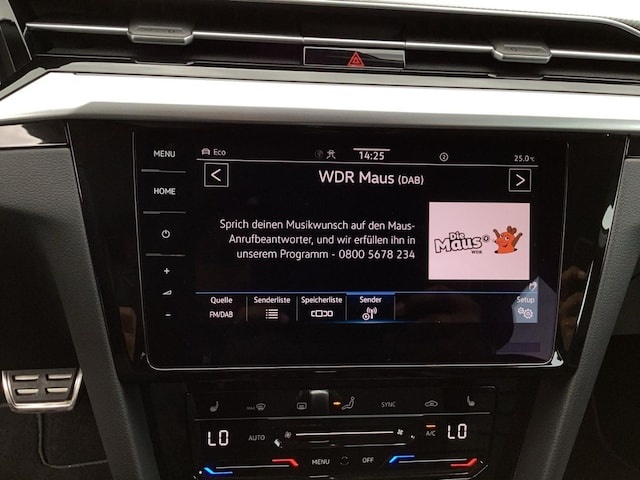 MENU
Eco
14:25
2
25.0°C
HOME
WDR Maus (DAB)
Sprich deinen Musikwunsch auf den Maus-
Anrufbeantworter, und wir erfüllen ihn in
unserem Programm - 0800 5678 234
Die
Maus
WDR
Quelle
Senderliste
Speicherliste
Sender
Setup
FM/DAB
MAX
SYNC
LO
AUTO
A/C
LO
MENU
OFF